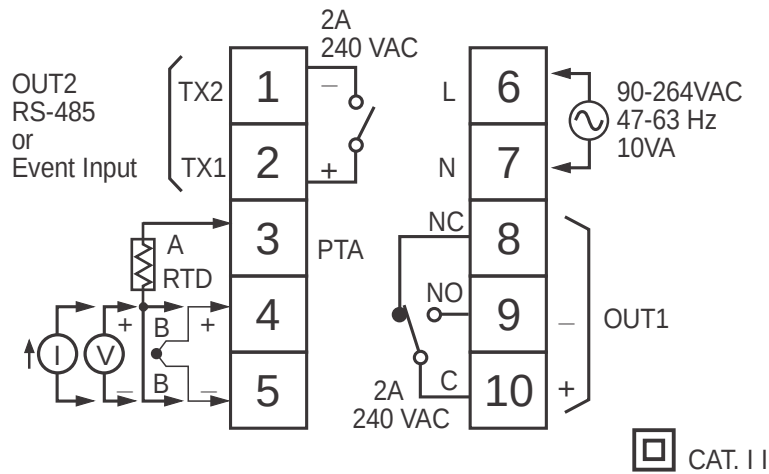 2A
240 VAC
OUT2
RS-485
or
Event Input
TX2
TX1
1
2
3
4
5
–
+
PTA
A
RTD
B
B
I
V
+
–
+
–
L
N
6
7
8
9
10
90-264VAC
47-63 Hz
10VA
NC
NO
C
2A
240 VAC
–
+
OUT1
CAT. I I